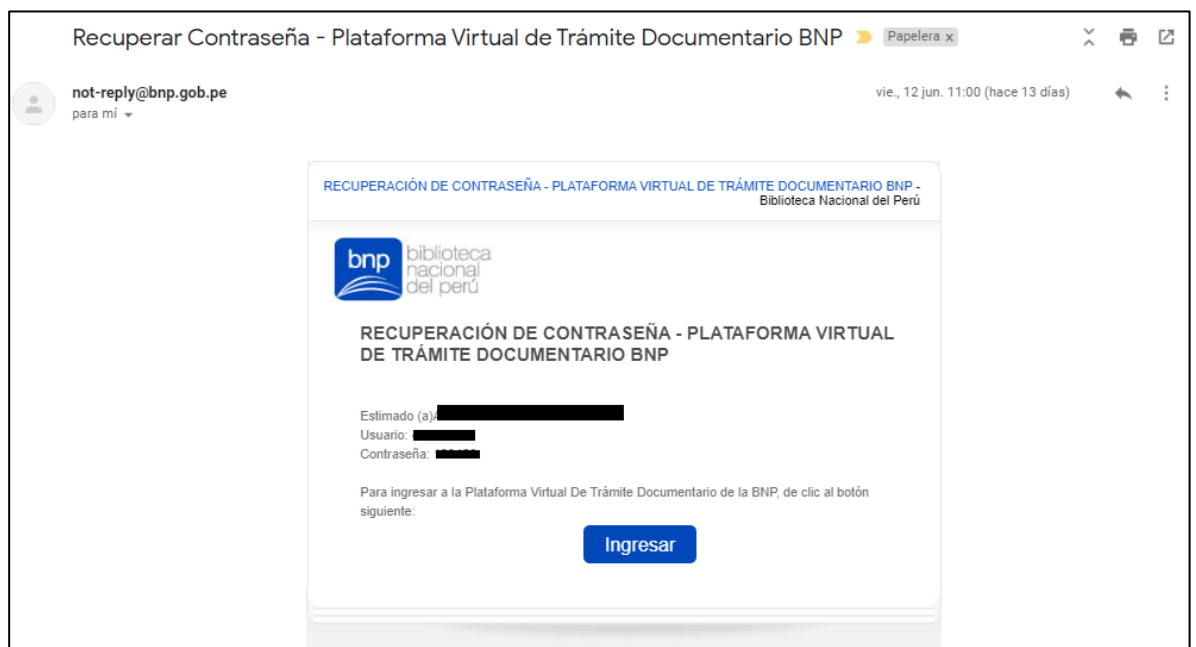 Recuperar Contraseña - Plataforma Virtual de Trámite Documentario BNP Papelera x
not-reply@bnp.gob.pe vie., 12 jun. 11:00 (hace 13 días)
para mí
RECUPERACIÓN DE CONTRASEÑA - PLATAFORMA VIRTUAL DE TRÁMITE DOCUMENTARIO BNP -
Biblioteca Nacional del Perú
bnp biblioteca
nacional
del perú
RECUPERACIÓN DE CONTRASEÑA - PLATAFORMA VIRTUAL
DE TRÁMITE DOCUMENTARIO BNP
Estimado (a)
Usuario:
Contraseña:
Para ingresar a la Plataforma Virtual De Trámite Documentario de la BNP, de clic al botón
siguiente:
Ingresar